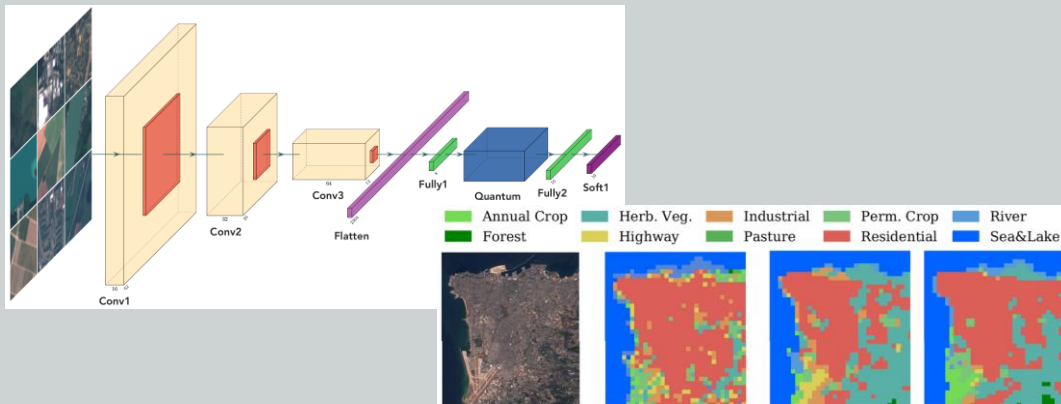 Conv1
Conv2
Conv3
Flatten
Fully1
Quantum
Fully2
Soft1
Annual Crop Herb. Veg. Industrial Perm. Crop River
Forest Highway Pasture Residential Sea&Lake